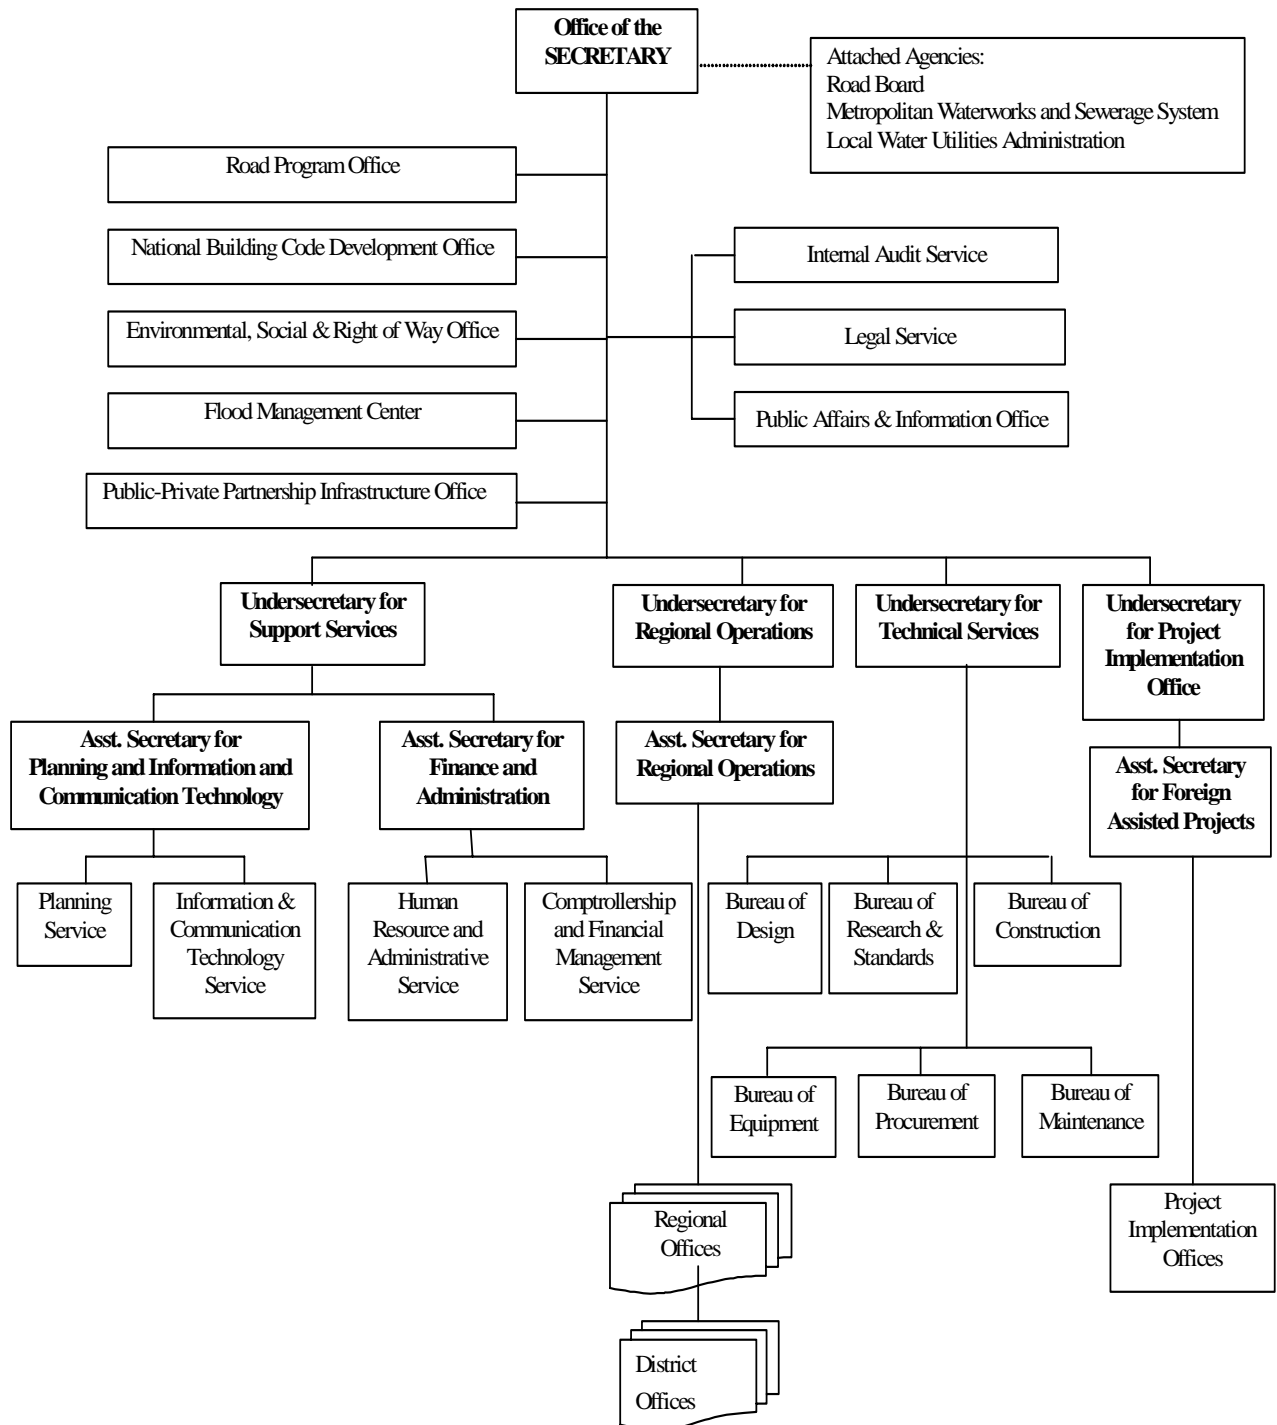 Office of the
SECRETARY
Attached Agencies:
Road Board
Metropolitan Waterworks and Sewerage System
Local Water Utilities Administration
Road Program Office
National Building Code Development Office
Internal Audit Service
Environmental, Social & Right of Way Office
Legal Service
Flood Management Center
Public Affairs & Information Office
Public-Private Partnership Infrastructure Office
Undersecretary for
Support Services
Undersecretary for
Regional Operations
Undersecretary for
Technical Services
Undersecretary
for Project
Implementation
Office
Asst. Secretary for
Planning and Information and
Communication Technology
Asst. Secretary for
Finance and
Administration
Asst. Secretary for
Regional Operations
Asst. Secretary
for Foreign
Assisted Projects
Planning
Service
Information &
Communication
Technology
Service
Human
Resource and
Administrative
Service
Comptrollership
and Financial
Management
Service
Bureau of
Design
Bureau of
Research &
Standards
Bureau of
Construction
Bureau of
Equipment
Bureau of
Procurement
Bureau of
Maintenance
Regional
Offices
Project
Implementation
Offices
District
Offices